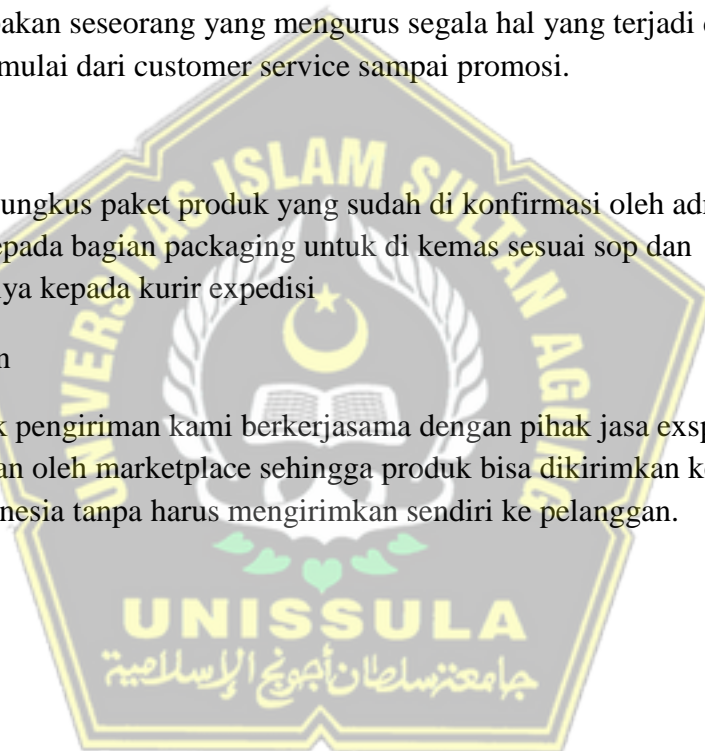 akan seseorang yang mengurus segala hal yang terjadi
mulai dari customer service sampai promosi.
UNIVERSITAS ISLAM SULTAN AGUNG
ungkus paket produk yang sudah di konfirmasi oleh
epada bagian packaging untuk di kemas sesuai sop dan
ya kepada kurir expedisi
pengiriman kami berkerjasama dengan pihak jasa exsp
an oleh marketplace sehingga produk bisa dikirimkan
nesia tanpa harus mengirimkan sendiri ke pelanggan.
UNISSULA
جامعة سلطان أجونج الإسلامية